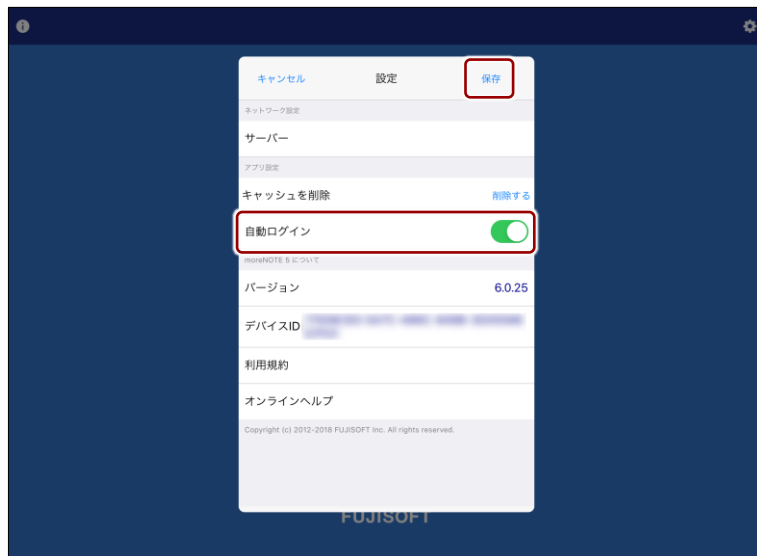 キャンセル 設定 保存
ネットワーク設定
サーバー
アプリ設定
キャッシュを削除 削除する
自動ログイン
moreNOTE 5 について
バージョン 6.0.25
デバイスID
利用規約
オンラインヘルプ
Copyright (c) 2012-2018 FUJISOFT Inc. All rights reserved.
FUJISOFT